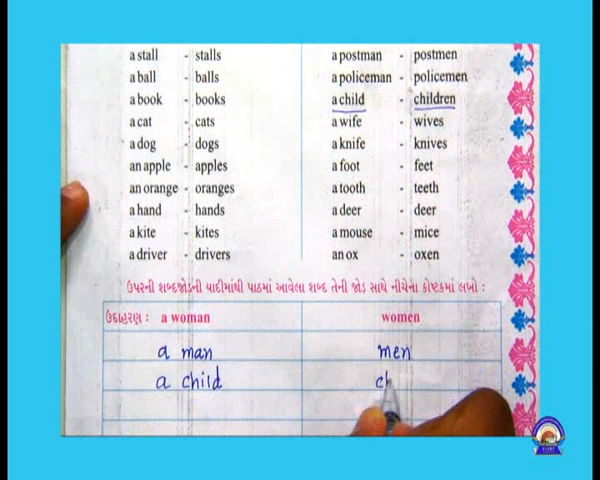 a stall - stalls a postman - postmen
a ball - balls a policeman - policemen
a book - books a child - children
a cat - cats a wife - wives
a dog - dogs a knife - knives
an apple - apples a foot - feet
an orange - oranges a tooth - teeth
a hand - hands a deer - deer
a kite - kites a mouse - mice
a driver - drivers an ox - oxen
ઉપરની શબ્દજોડની યાદીમાંથી પાઠમાં આવેલા શબ્દ તેની જોડ સાથે નીચેના કોષ્ટકમાં લખો :
ઉદાહરણ : a woman women
a man men
a child ch